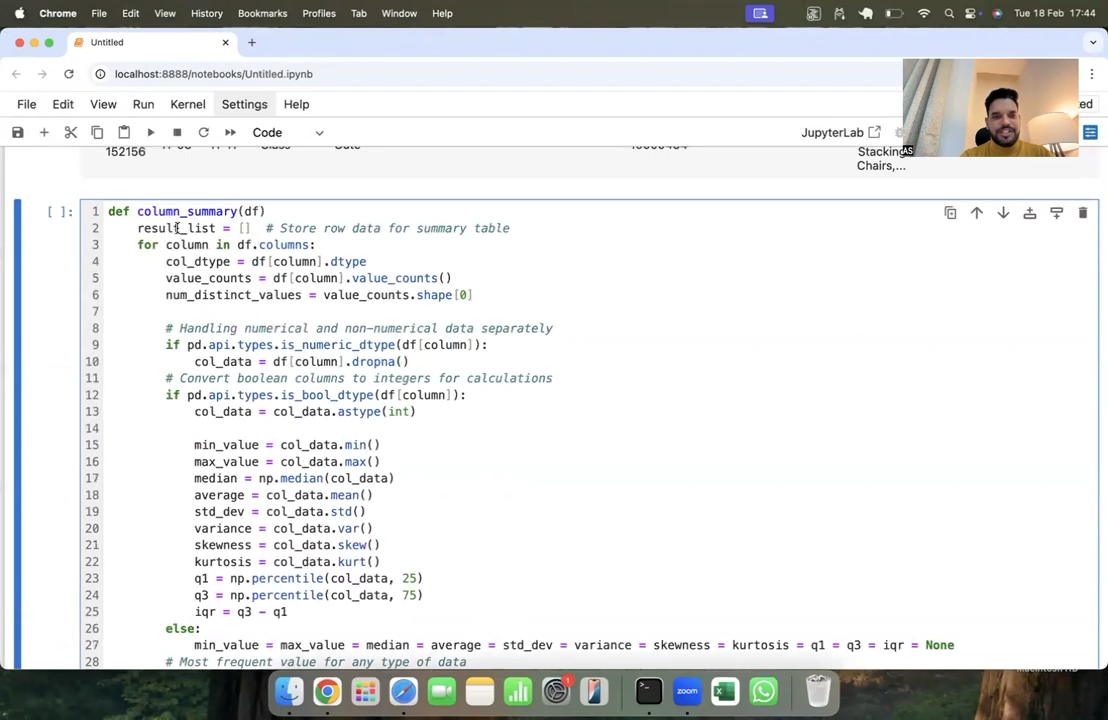 Chrome File Edit View History Bookmarks Profiles Tab Window Help Tue 18 Feb 17:44
Untitled
localhost:8888/notebooks/Untitled.ipynb
File Edit View Run Kernel Settings Help
Code JupyterLab
152156
Stacking
Chairs,...
AS
[ ]:
1 def column_summary(df)
2 result_list = [] # Store row data for summary table
3 for column in df.columns:
4 col_dtype = df[column].dtype
5 value_counts = df[column].value_counts()
6 num_distinct_values = value_counts.shape[0]
7
8 # Handling numerical and non-numerical data separately
9 if pd.api.types.is_numeric_dtype(df[column]):
10 col_data = df[column].dropna()
11 # Convert boolean columns to integers for calculations
12 if pd.api.types.is_bool_dtype(df[column]):
13 col_data = col_data.astype(int)
14
15 min_value = col_data.min()
16 max_value = col_data.max()
17 median = np.median(col_data)
18 average = col_data.mean()
19 std_dev = col_data.std()
20 variance = col_data.var()
21 skewness = col_data.skew()
22 kurtosis = col_data.kurt()
23 q1 = np.percentile(col_data, 25)
24 q3 = np.percentile(col_data, 75)
25 iqr = q3 - q1
26 else:
27 min_value = max_value = median = average = std_dev = variance = skewness = kurtosis = q1 = q3 = iqr = None
28 # Most frequent value for any type of data
1
zoom